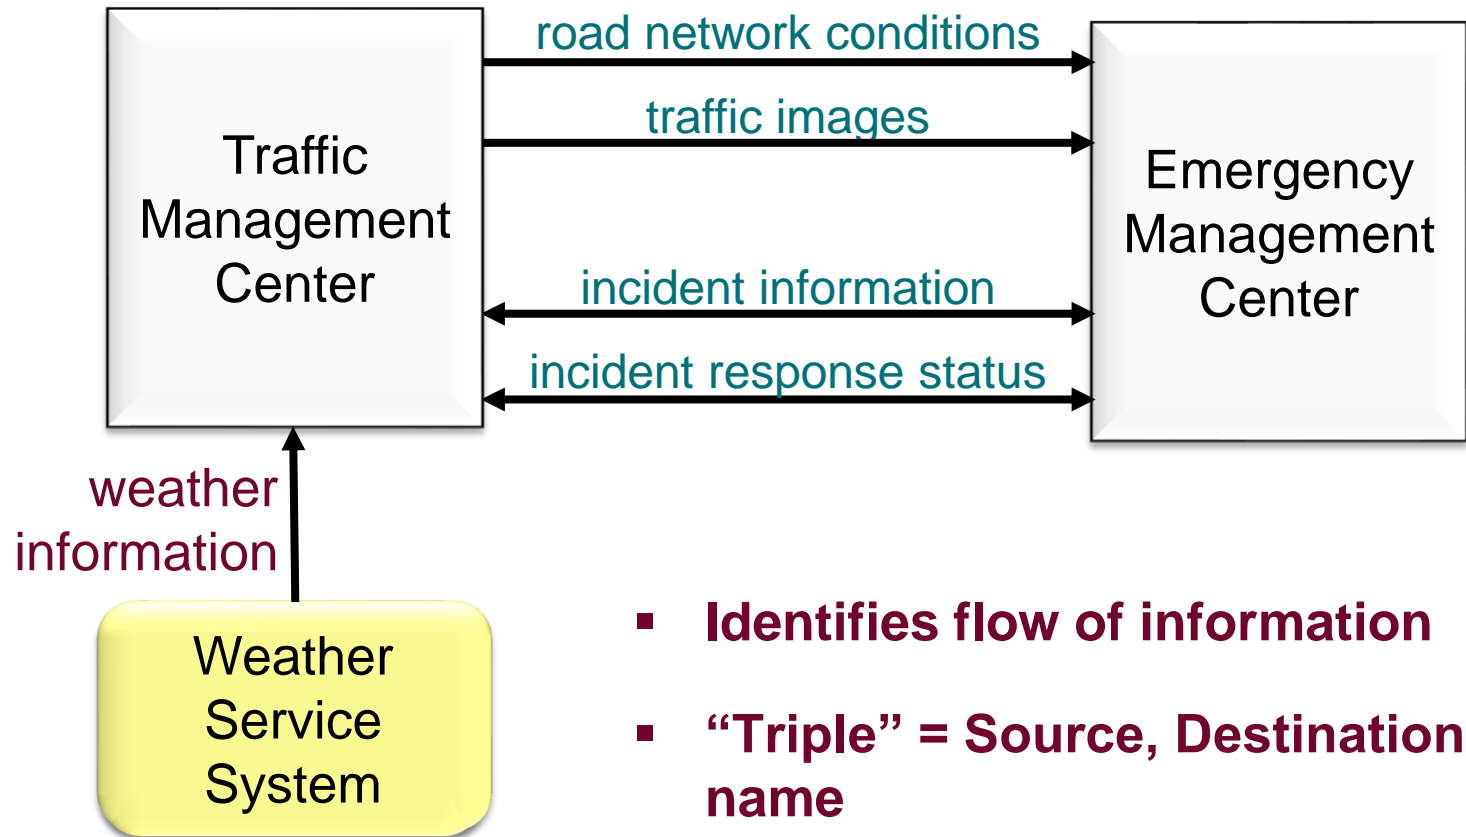 road network conditions
traffic images
Traffic
Management
Center
Emergency
Management
Center
incident information
incident response status
weather
information
Weather
Service
System
▪ Identifies flow of information
▪ “Triple” = Source, Destination
name